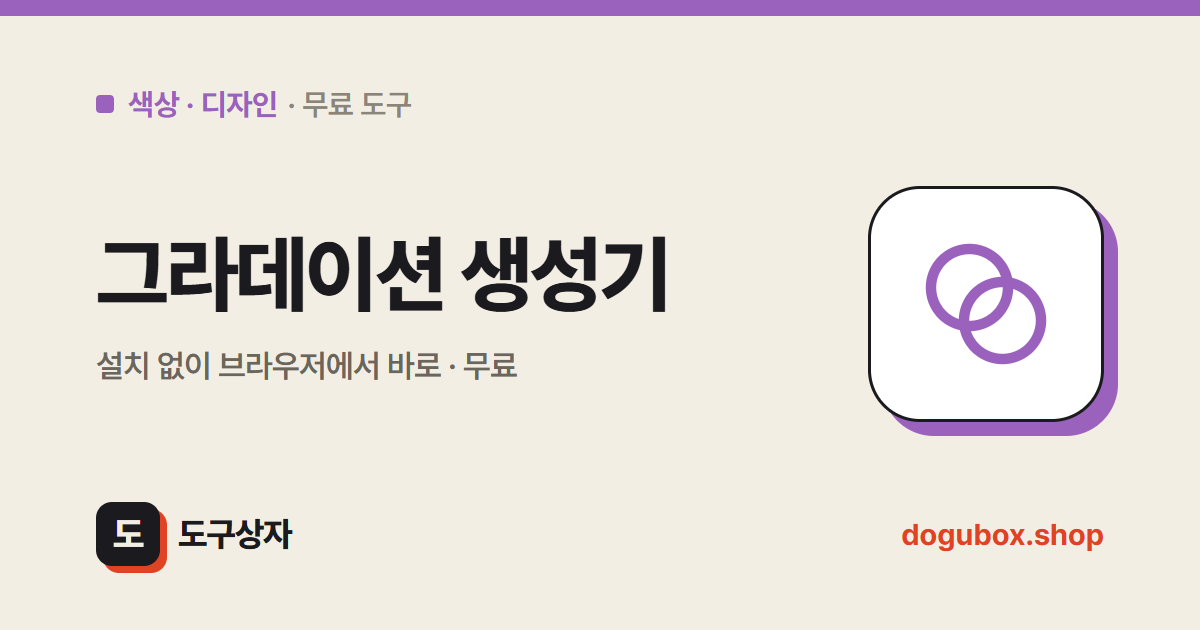 색상 · 디자인 · 무료 도구
그라데이션 생성기
설치 없이 브라우저에서 바로 · 무료
도 도구상자
dogubox.shop